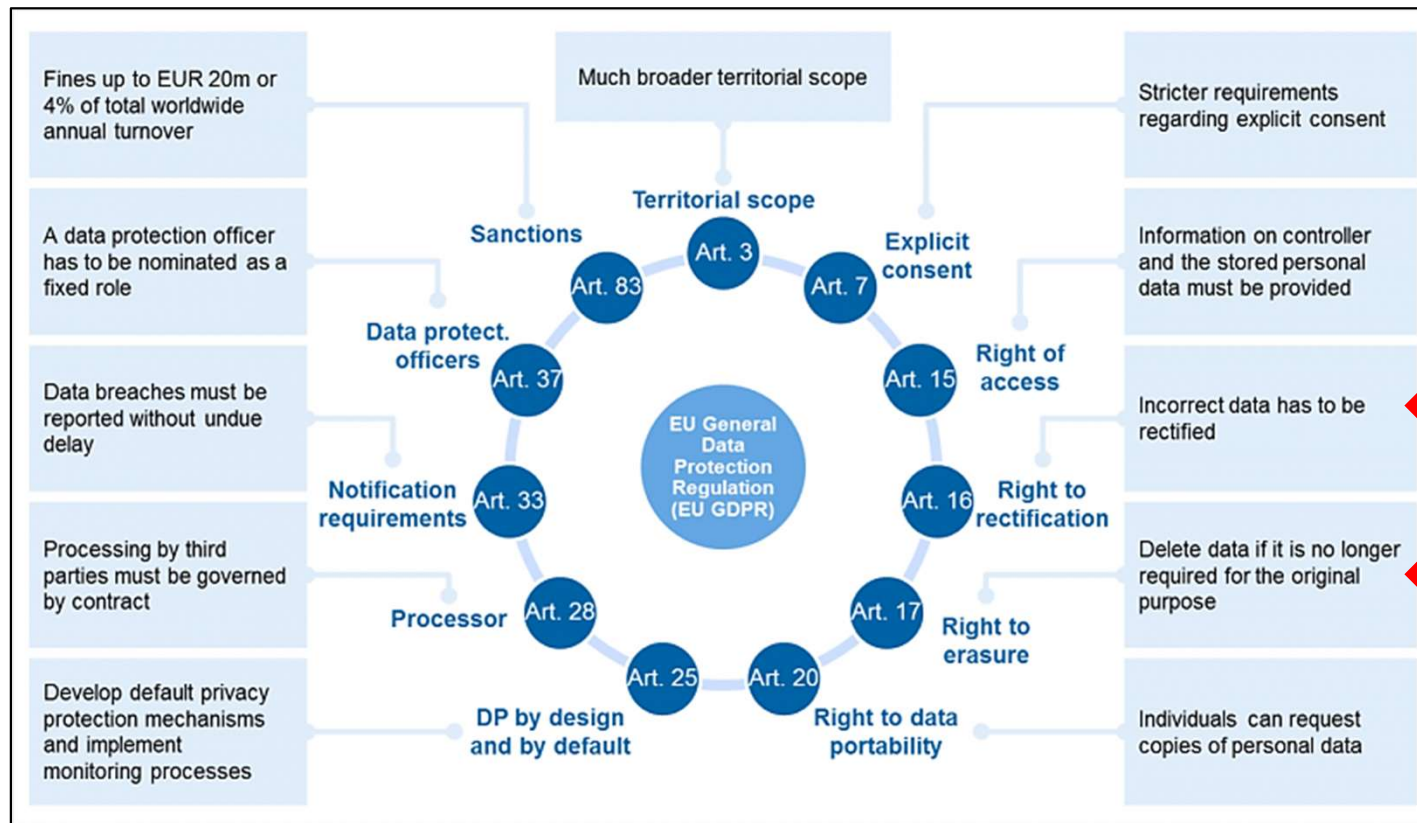 Fines up to EUR 20m or
4% of total worldwide
annual turnover
Much broader territorial scope
Stricter requirements
regarding explicit consent
A data protection officer
has to be nominated as a
fixed role
Information on controller
and the stored personal
data must be provided
Data breaches must be
reported without undue
delay
Incorrect data has to be
rectified
Processing by third
parties must be governed
by contract
Delete data if it is no longer
required for the original
purpose
Develop default privacy
protection mechanisms
and implement
monitoring processes
Individuals can request
copies of personal data
Territorial scope
Art. 3
Explicit
consent
Art. 7
Right of
access
Art. 15
Right to
rectification
Art. 16
Right to
erasure
Art. 17
Right to data
portability
Art. 20
DP by design
and by default
Art. 25
Processor
Art. 28
Notification
requirements
Art. 33
Data protect.
officers
Art. 37
Sanctions
Art. 83
EU General
Data
Protection
Regulation
(EU GDPR)